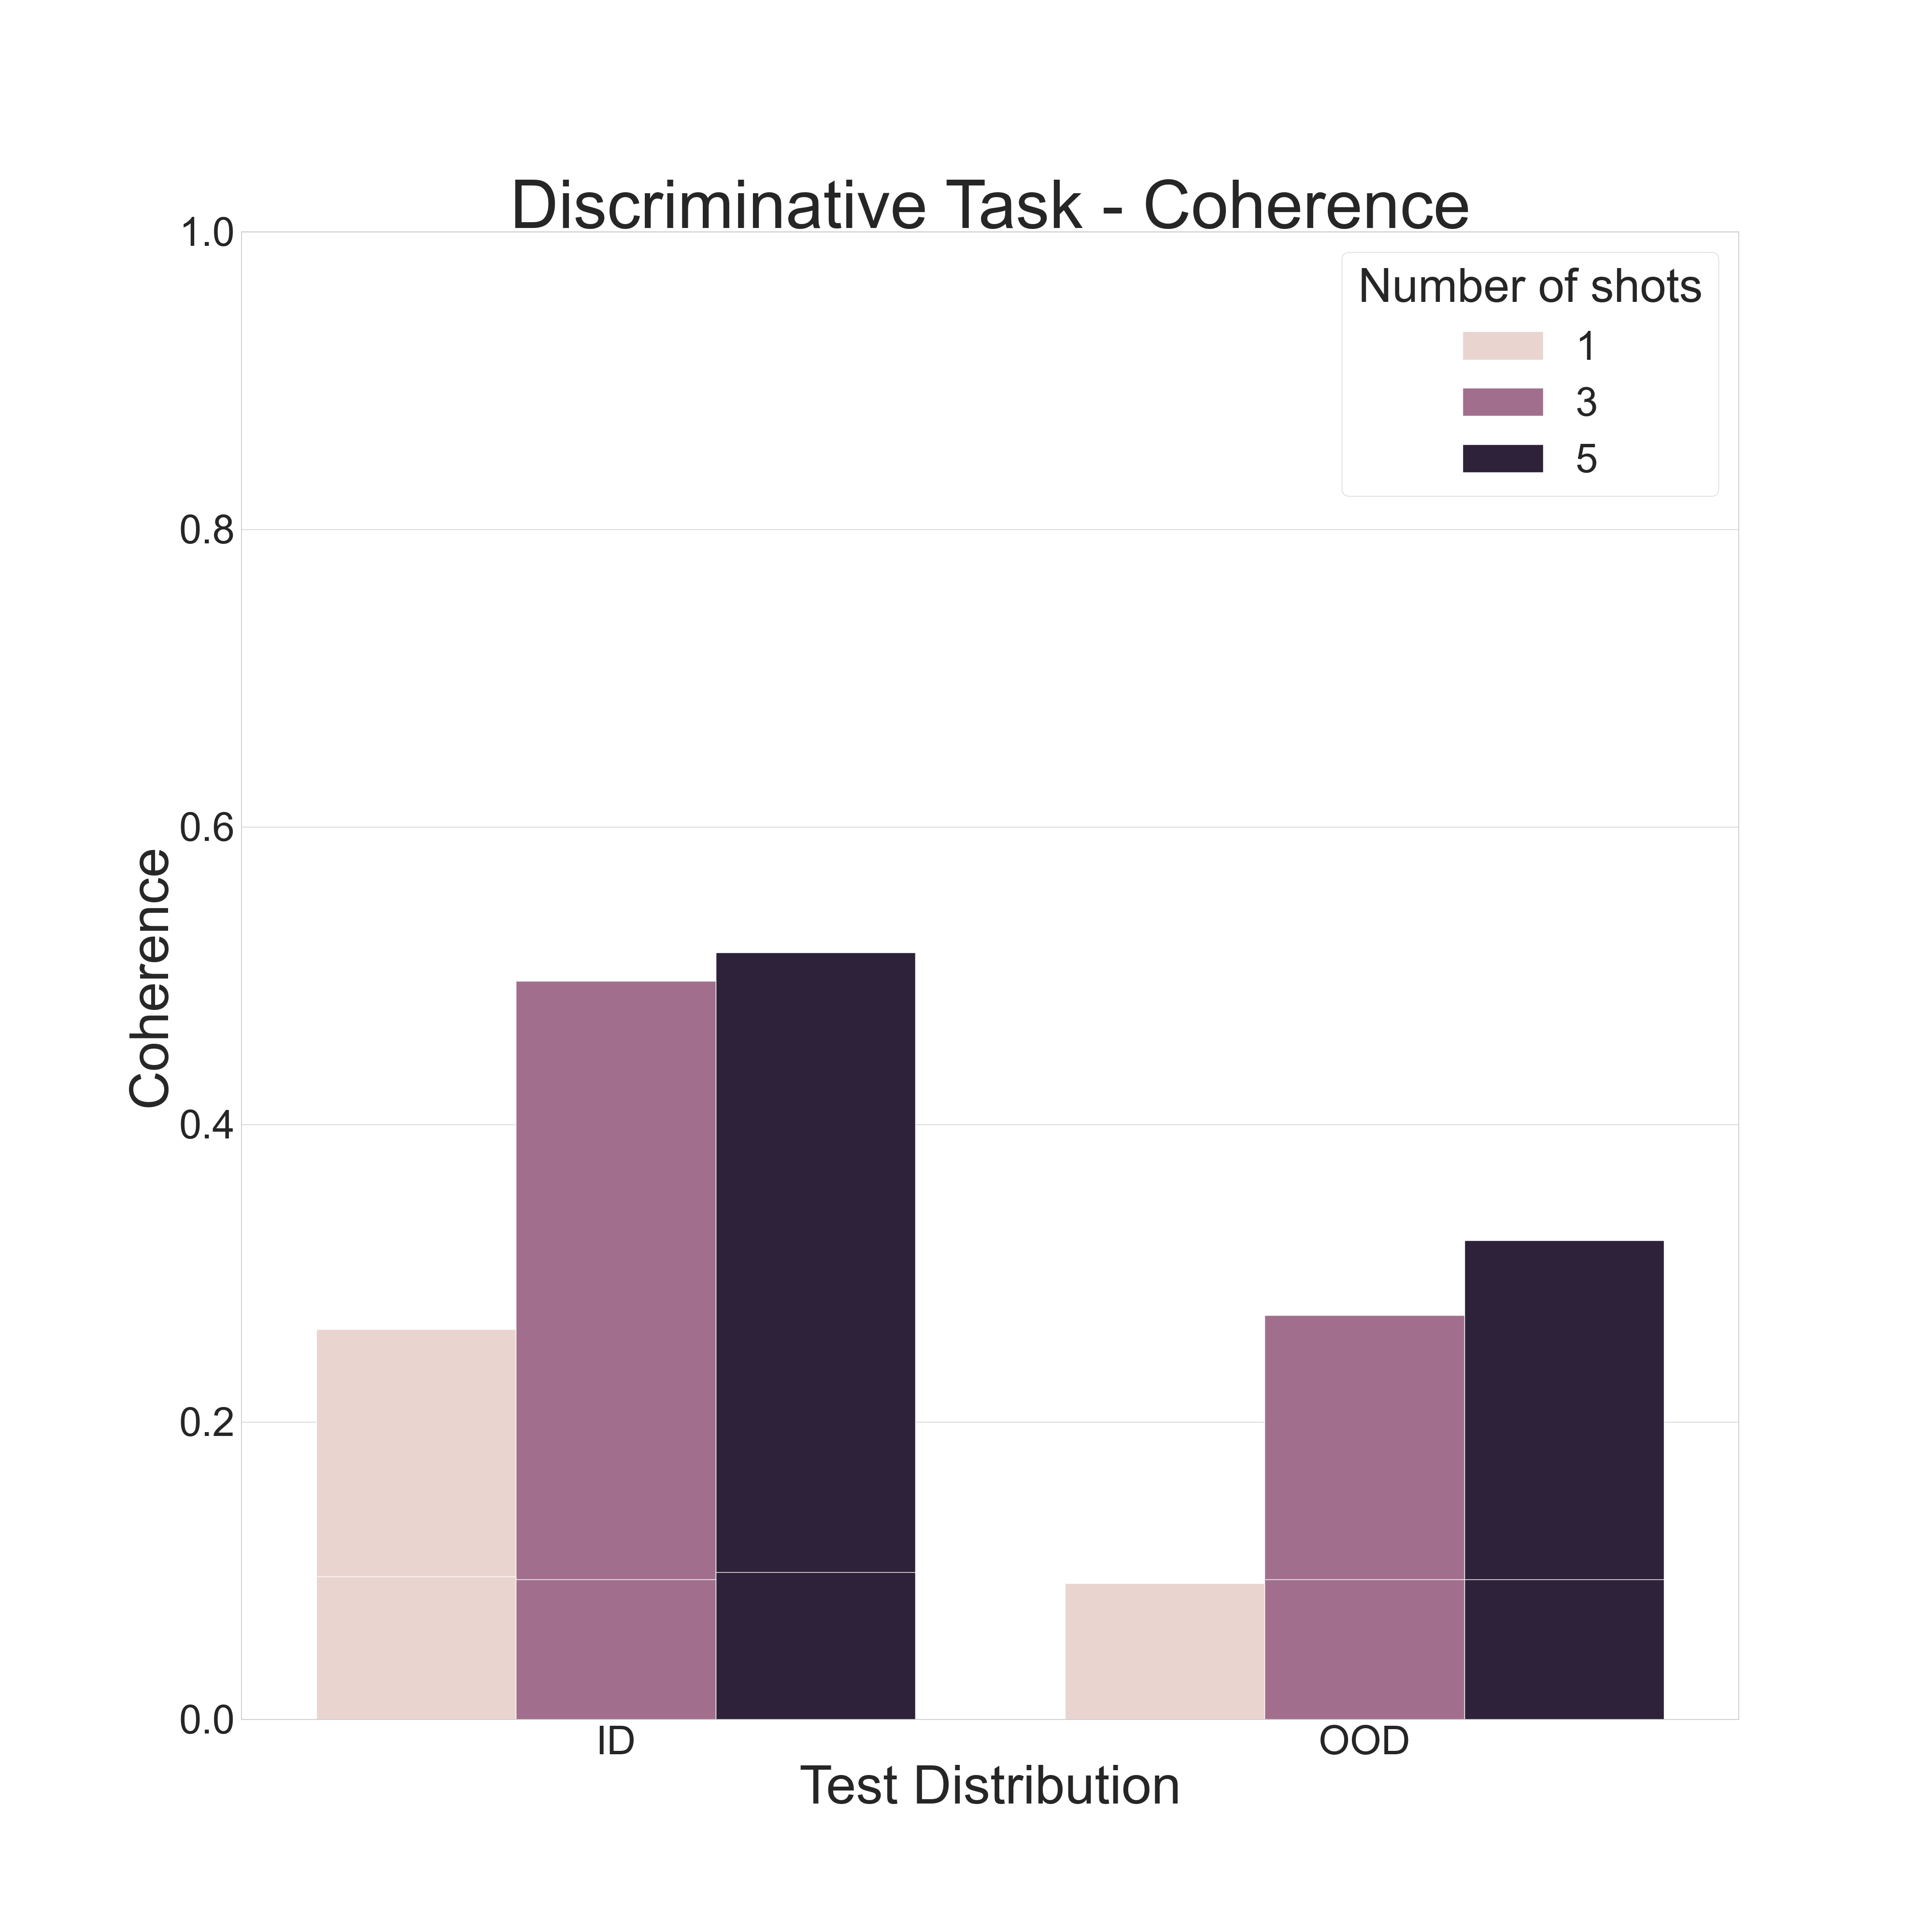 Discriminative Task - Coherence
1.0
0.8
0.6
0.4
0.2
0.0
Coherence
Number of shots
1
3
5
ID
OOD
Test Distribution